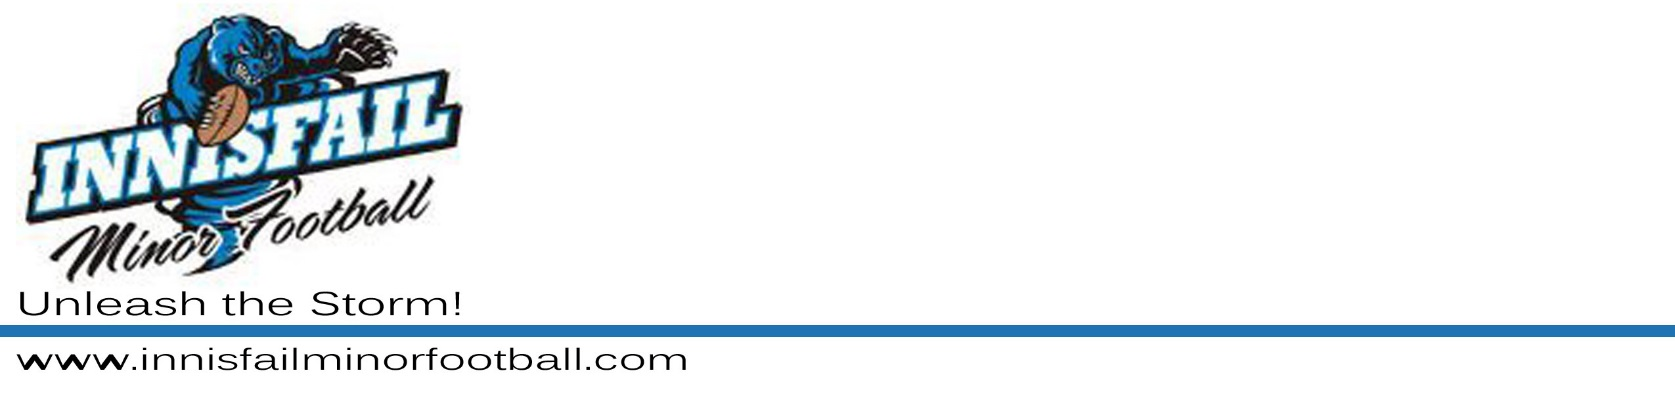 INNISFAIL
Minor Football
Unleash the Storm!
www.innisfailminorfootball.com